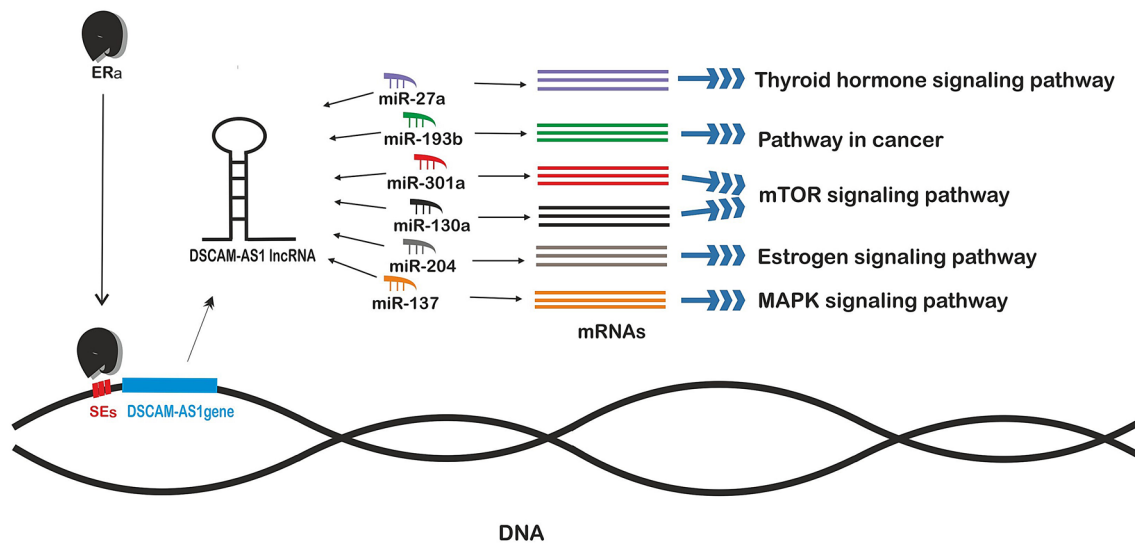 ERa
miR-27a
Thyroid hormone signaling pathway
miR-193b
Pathway in cancer
miR-301a
mTOR signaling pathway
miR-130a
DSCAM-AS1 lncRNA
miR-204
Estrogen signaling pathway
miR-137
MAPK signaling pathway
mRNAs
SEs
DSCAM-AS1gene
DNA